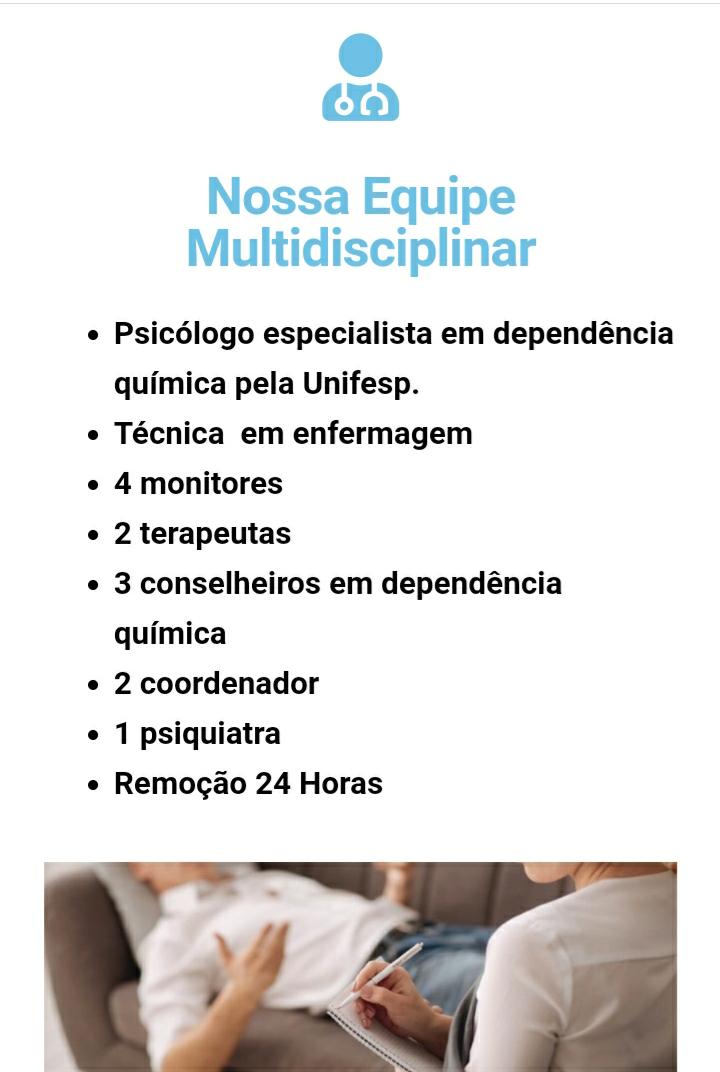 Nossa Equipe
Multidisciplinar
• Psicólogo especialista em dependência
química pela Unifesp.
• Técnica  em enfermagem
• 4 monitores
• 2 terapeutas
• 3 conselheiros em dependência
química
• 2 coordenador
• 1 psiquiatra
• Remoção 24 Horas